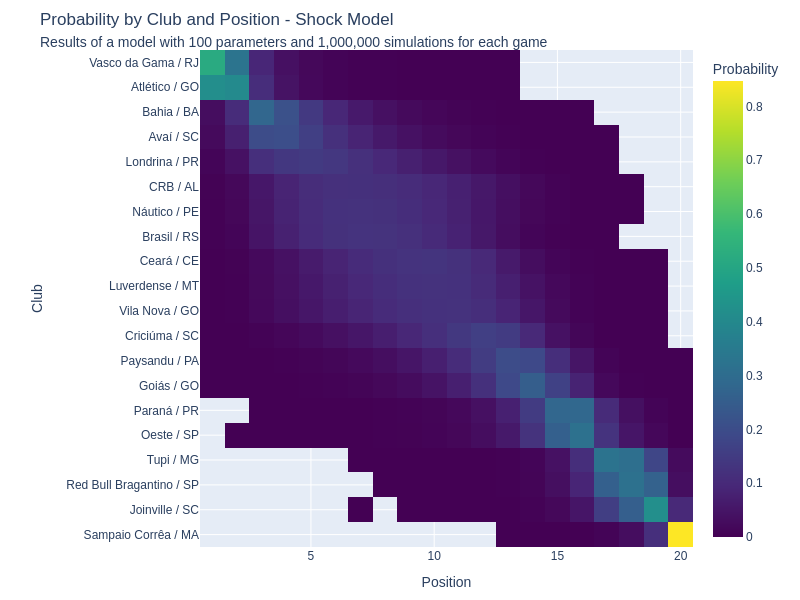 Probability by Club and Position - Shock Model
Results of a model with 100 parameters and 1,000,000 simulations for each game
Probability
Vasco da Gama / RJ
Atlético / GO
Bahia / BA
Avaí / SC
Londrina / PR
CRB / AL
Náutico / PE
Brasil / RS
Ceará / CE
Luverdense / MT
Vila Nova / GO
Criciúma / SC
Paysandu / PA
Goiás / GO
Paraná / PR
Oeste / SP
Tupi / MG
Red Bull Bragantino / SP
Joinville / SC
Sampaio Corrêa / MA
Club
5
10
15
20
Position
0.8
0.7
0.6
0.5
0.4
0.3
0.2
0.1
0